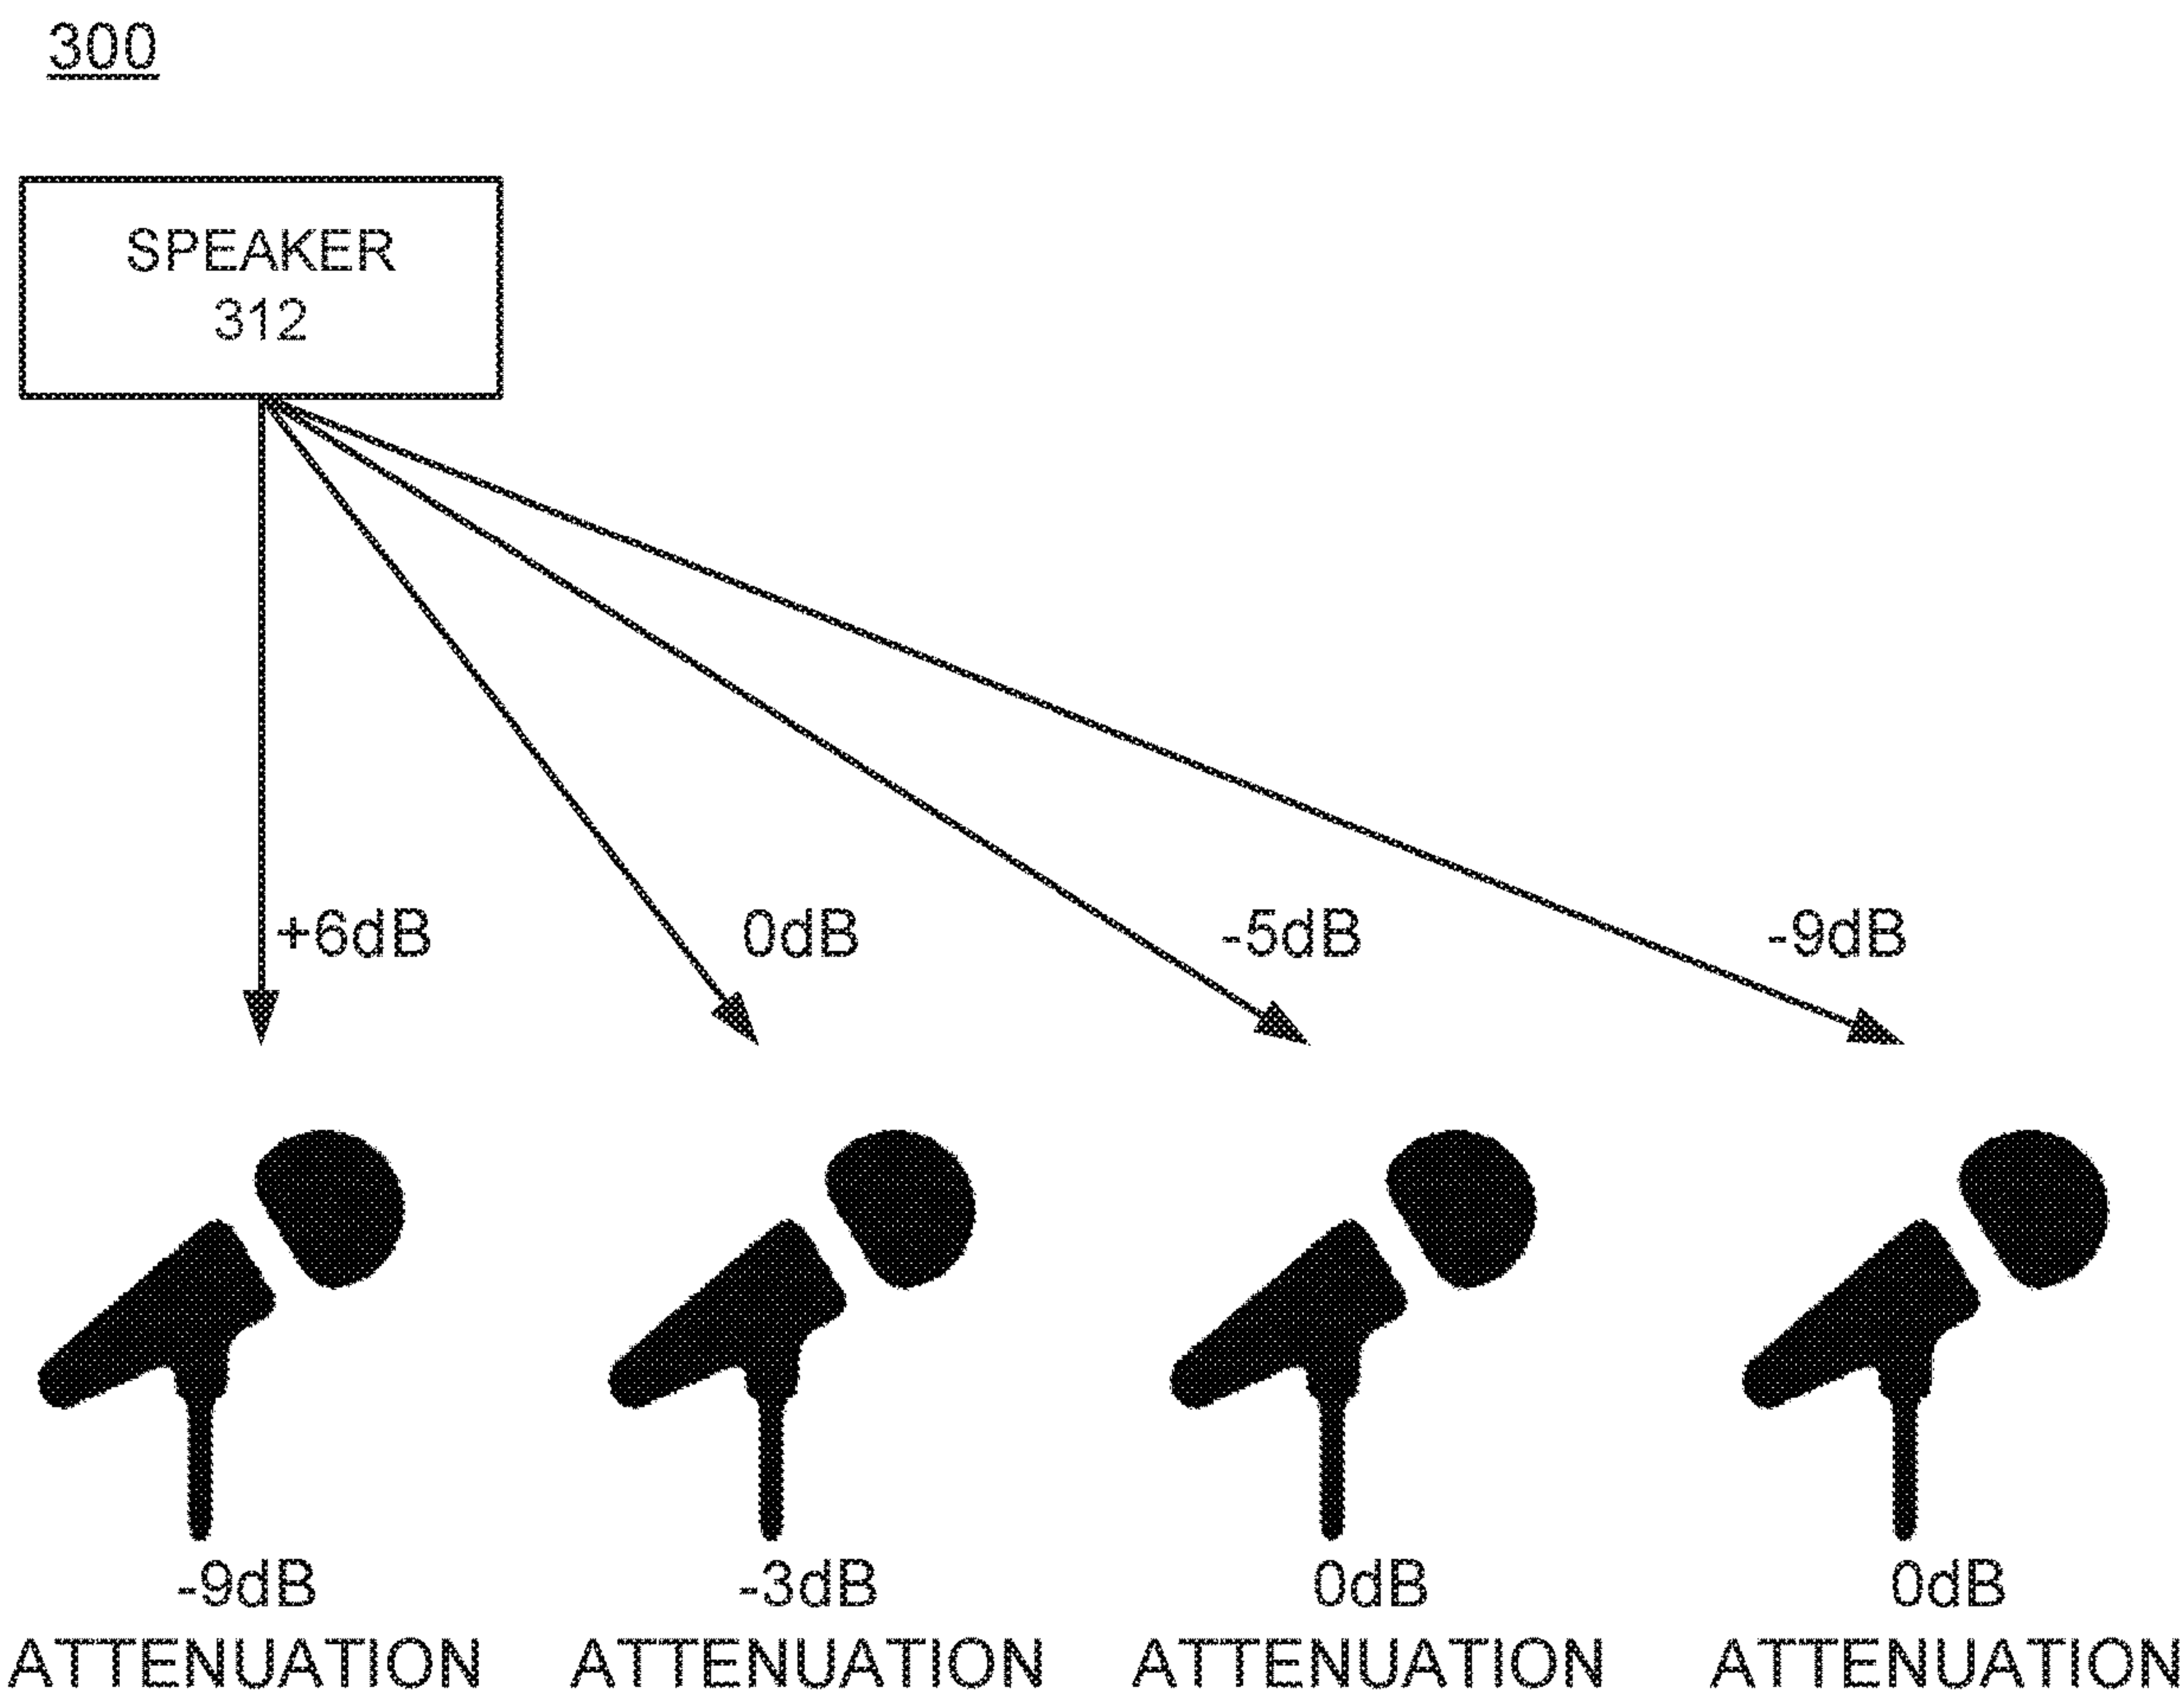 300
SPEAKER
312
+6dB
0dB
-5dB
-9dB
-9dB
ATTENUATION
-3dB
ATTENUATION
0dB
ATTENUATION
0dB
ATTENUATION